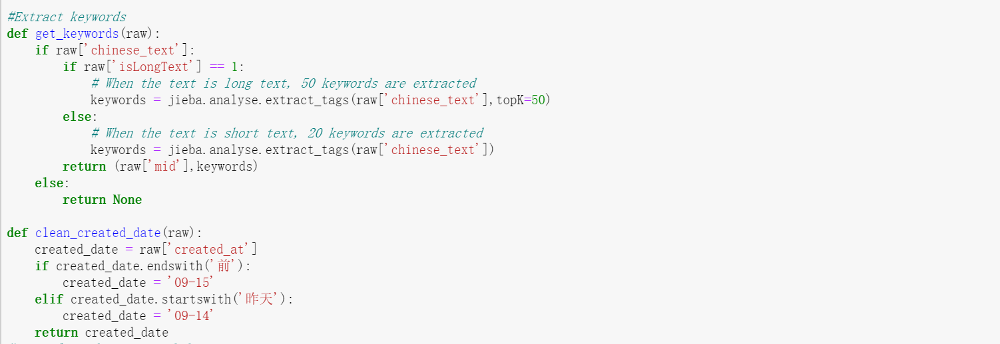 #Extract keywords
def get_keywords(raw):
    if raw['chinese_text']:
        if raw['isLongText'] == 1:
            # When the text is long text, 50 keywords are extracted
            keywords = jieba.analyse.extract_tags(raw['chinese_text'],topK=50)
        else:
            # When the text is short text, 20 keywords are extracted
            keywords = jieba.analyse.extract_tags(raw['chinese_text'])
        return (raw['mid'],keywords)
    else:
        return None

def clean_created_date(raw):
    created_date = raw['created_at']
    if created_date.endswith('前'):
        created_date = '09-15'
    elif created_date.startswith('昨天'):
        created_date = '09-14'
    return created_date